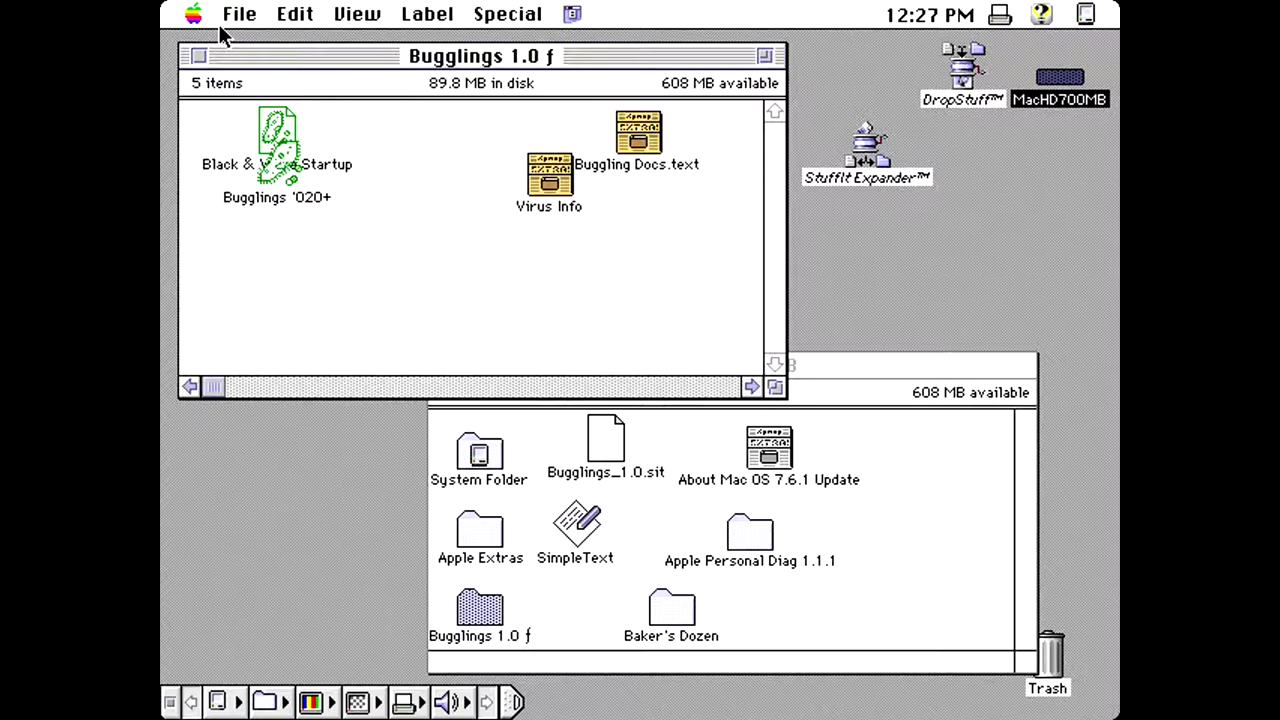 File Edit View Label Special 12:27 PM
Bugglings 1.0 ƒ
5 items 89.8 MB in disk 608 MB available
Black & Startup
Bugglings '020+
Buggling Docs.text
Virus Info
DropStuff™
MacHD700MB
StuffIt Expander™
608 MB available
System Folder
Bugglings_1.0.sit
About Mac OS 7.6.1 Update
Apple Extras
SimpleText
Apple Personal Diag 1.1.1
Bugglings 1.0 ƒ
Baker's Dozen
Trash